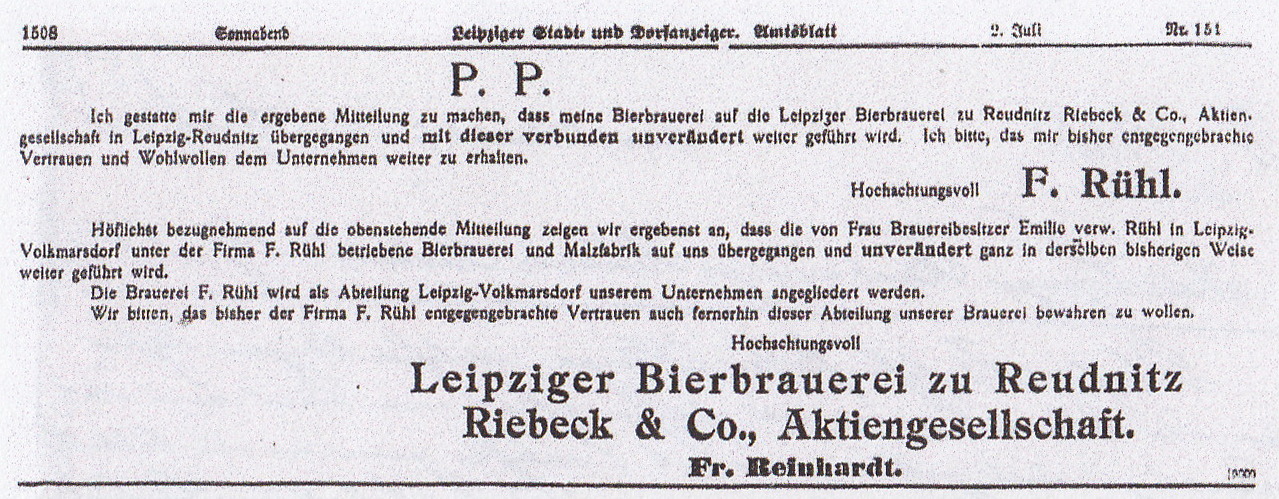 1508 Sonnabend Leipziger Stadt- und Dorfanzeiger. Amtsblatt 2. Juli Nr. 151
P. P.
Ich gestatte mir die ergebene Mitteilung zu machen, dass meine Bierbrauerei auf die Leipziger Bierbrauerei zu Reudnitz Riebeck & Co., Aktien-
gesellschaft in Leipzig-Reudnitz übergegangen und mit dieser verbunden unverändert weiter geführt wird. Ich bitte, das mir bisher entgegengebrachte
Vertrauen und Wohlwollen dem Unternehmen weiter zu erhalten.
Hochachtungsvoll F. Rühl.
Höflichst bezugnehmend auf die obenstehende Mitteilung zeigen wir ergebenst an, dass die von Frau Brauereibesitzer Emilie verw. Rühl in Leipzig-
Volkmarsdorf unter der Firma F. Rühl betriebene Bierbrauerei und Malzfabrik auf uns übergegangen und unverändert ganz in derselben bisherigen Weise
weiter geführt wird.
Die Brauerei F. Rühl wird als Abteilung Leipzig-Volkmarsdorf unserem Unternehmen angegliedert werden.
Wir bitten, das bisher der Firma F. Rühl entgegengebrachte Vertrauen auch fernerhin dieser Abteilung unserer Brauerei bewahren zu wollen.
Hochachtungsvoll
Leipziger Bierbrauerei zu Reudnitz
Riebeck & Co., Aktiengesellschaft.
Fr. Reinhardt.